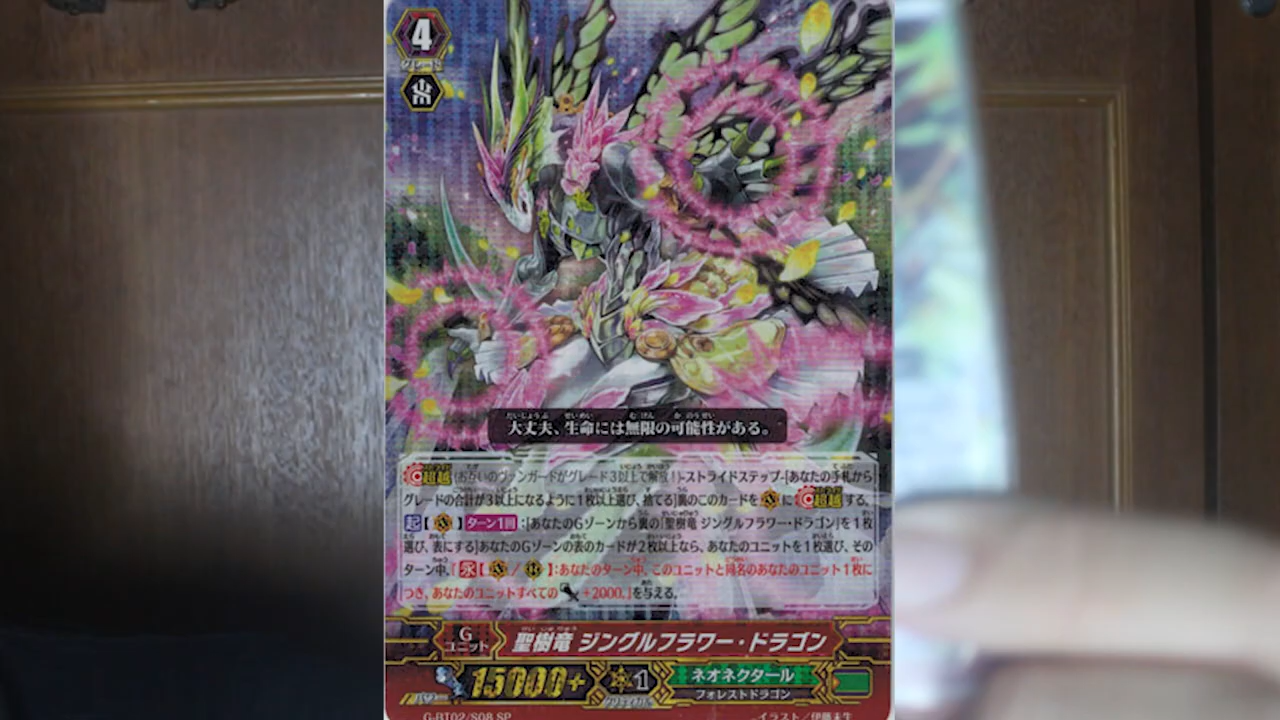 4
グレード
大丈夫、生命には無限の可能性がある。
超越(お互いのヴァンガードがグレード3以上で解放!)-ストライドステップ-[あなたの手札から
グレードの合計が3以上になるように1枚以上選び、捨てる]裏のこのカードを に 超越 する。
起【 】ターン1回:[あなたのGゾーンから裏の「聖樹竜 ジングルフラワー・ドラゴン」を1枚
選び、表にする]あなたのGゾーンの表のカードが2枚以上なら、あなたのユニットを1枚選び、その
ターン中、『永【 / 】:あなたのターン中、このユニットと同名のあなたのユニット1枚に
つき、あなたのユニットすべての +2000。』を与える。
G
ユニット
聖樹竜 ジングルフラワー・ドラゴン
パワー 15000+ 1 クリティカル
ネオネクタール
フォレストドラゴン
G-BT02/S08 SP イラスト/伊藤未生